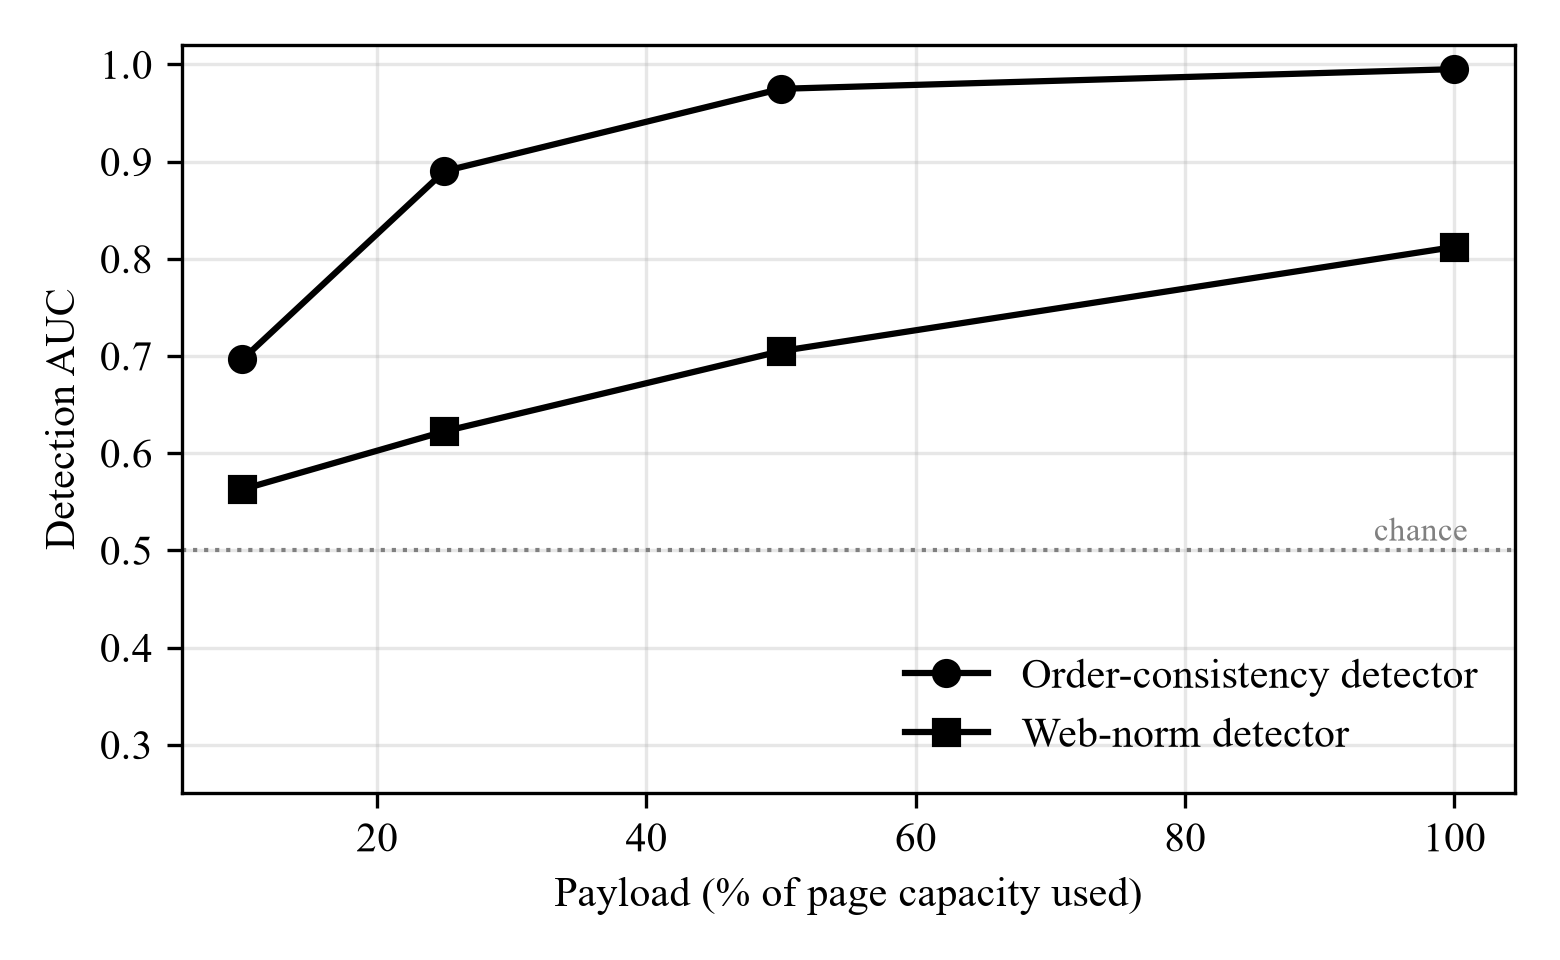 1.0
0.9
0.8
0.7
0.6
0.5
0.4
0.3
Detection AUC
chance
Order-consistency detector
Web-norm detector
20 40 60 80 100
Payload (% of page capacity used)